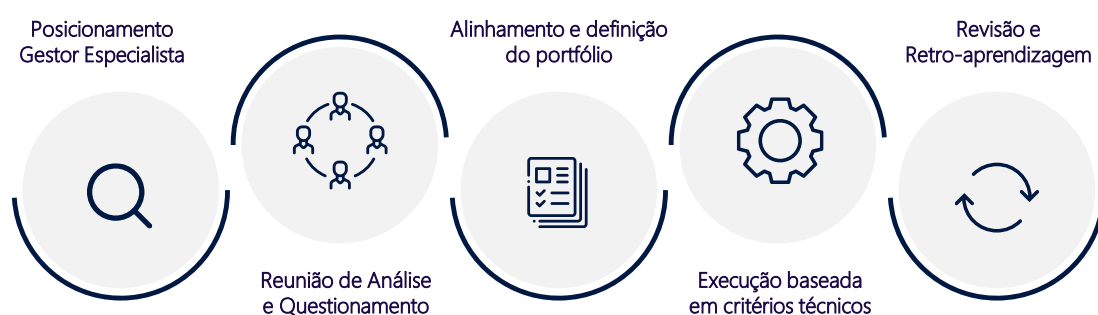 Posicionamento
Gestor Especialista
Reunião de Análise
e Questionamento
Alinhamento e definição
do portfólio
Execução baseada
em critérios técnicos
Revisão e
Retro-aprendizagem